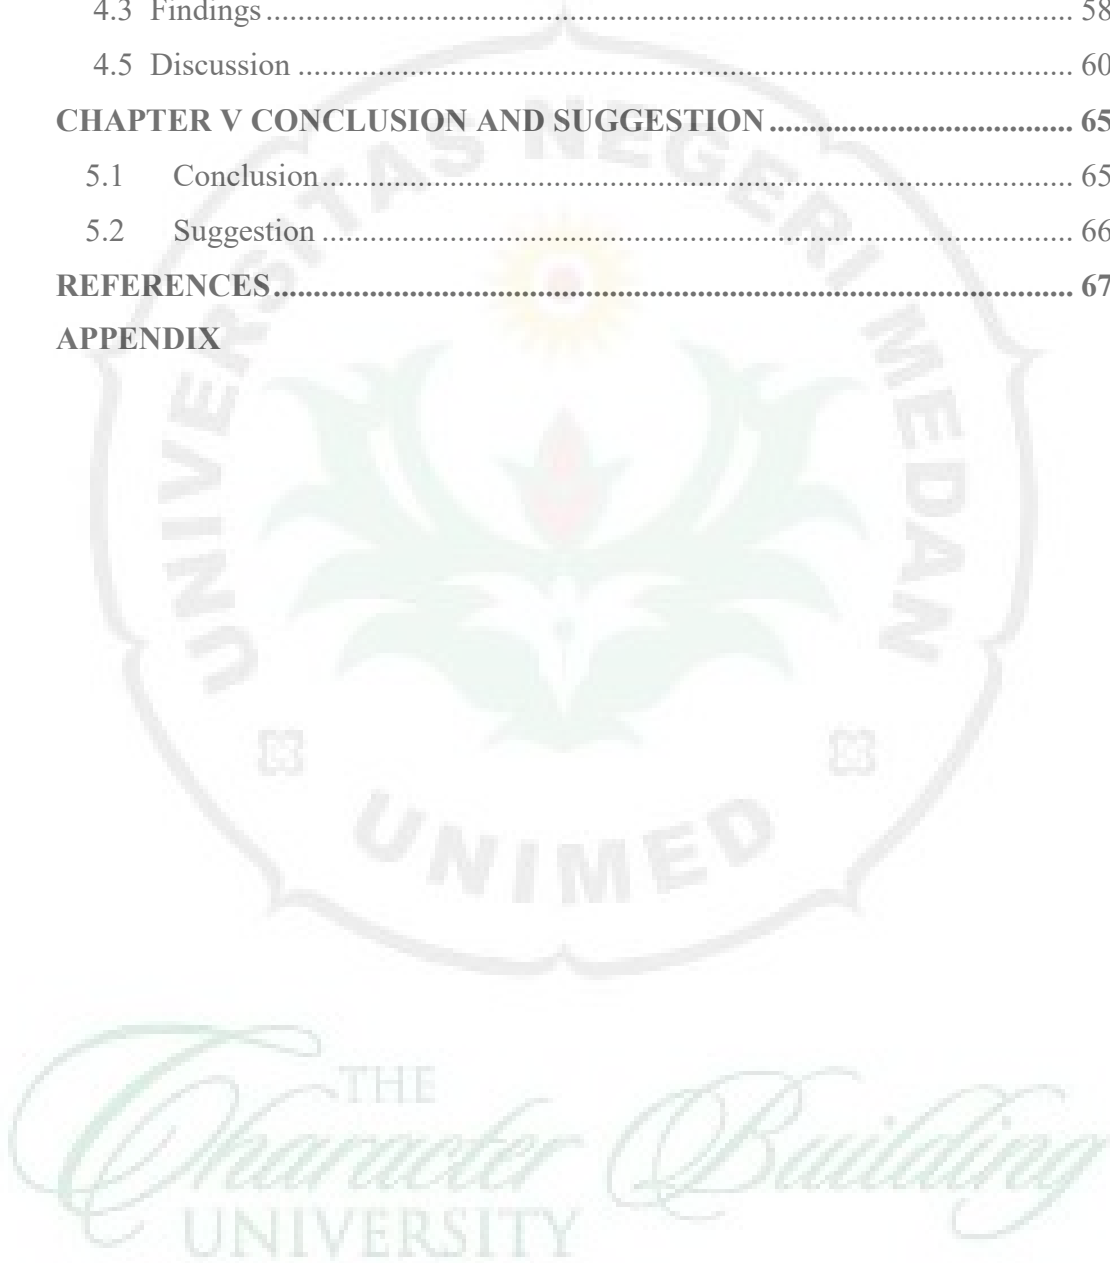 4.3 Findings ........ 58
4.5 Discussion ........ 60
CHAPTER V CONCLUSION AND SUGGESTION ........ 65
5.1 Conclusion ........ 65
5.2 Suggestion ........ 66
REFERENCES ........ 67
APPENDIX
UNIVERSITAS NEGERI MEDAN
UNIMED
THE
Character Building
UNIVERSITY